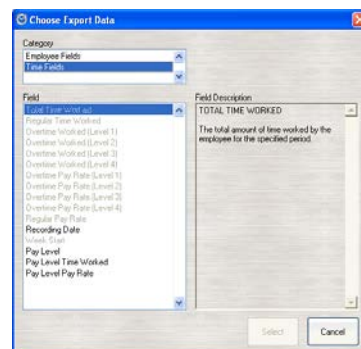 Choose Export Data
Category
Employee Fields
Time Fields
Field
Total Time Worked
Regular Time Worked
Overtime Worked (Level 1)
Overtime Worked (Level 2)
Overtime Worked (Level 3)
Overtime Worked (Level 4)
Overtime Pay Rate (Level 1)
Overtime Pay Rate (Level 2)
Overtime Pay Rate (Level 3)
Overtime Pay Rate (Level 4)
Regular Pay Rate
Recording Date
Week Start
Pay Level
Pay Level Time Worked
Pay Level Pay Rate
Field Description
TOTAL TIME WORKED
The total amount of time worked by the
employee for the specified period.
Select
Cancel